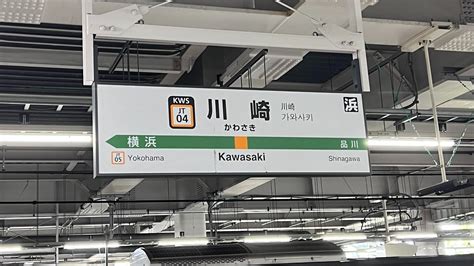 KWS
JT
04
川崎
かわさき
川崎
가와사키
浜
横浜
品川
JT
05
Yokohama
Kawasaki
Shinagawa